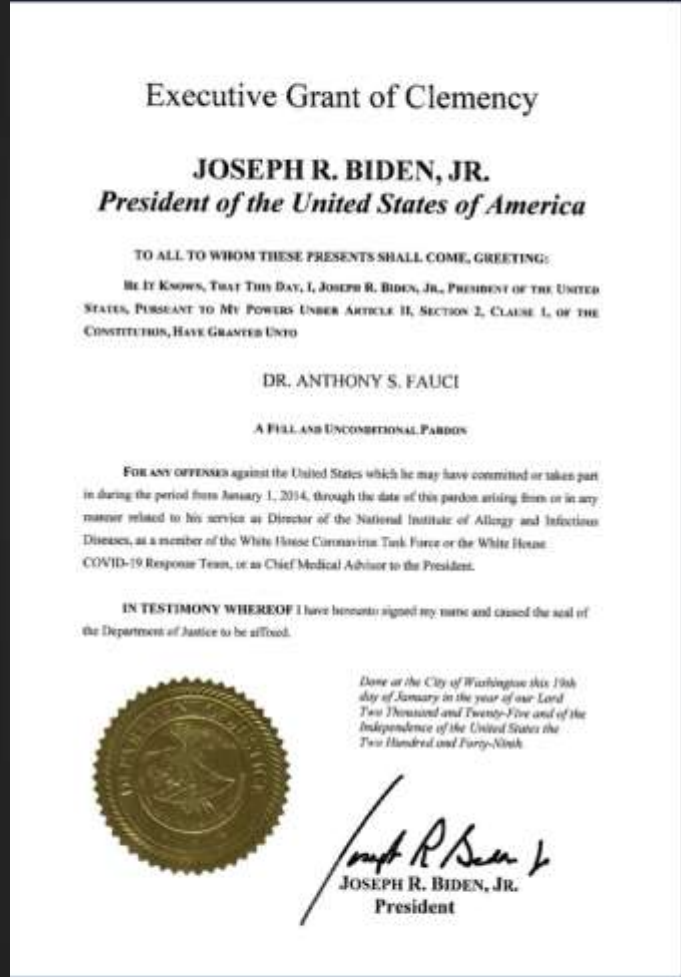 Executive Grant of Clemency
JOSEPH R. BIDEN, JR.
President of the United States of America
TO ALL TO WHOM THESE PRESENTS SHALL COME, GREETING:
BE IT KNOWN, THAT THIS DAY, I, JOSEPH R. BIDEN, JR., PRESIDENT OF THE UNITED
STATES, PURSUANT TO MY POWERS UNDER ARTICLE II, SECTION 2, CLAUSE 1, OF THE
CONSTITUTION, HAVE GRANTED UNTO
DR. ANTHONY S. FAUCI
A FULL AND UNCONDITIONAL PARDON
FOR ANY OFFENSES against the United States which he may have committed or taken part
in during the period from January 1, 2014, through the date of this pardon arising from or in any
manner related to his service as Director of the National Institute of Allergy and Infectious
Diseases, as a member of the White House Coronavirus Task Force or the White House
COVID-19 Response Team, or as Chief Medical Advisor to the President.
IN TESTIMONY WHEREOF I have hereunto signed my name and caused the seal of
the Department of Justice to be affixed.
Done at the City of Washington this 19th
day of January in the year of our Lord
Two Thousand and Twenty-Five and of the
Independence of the United States the
Two Hundred and Forty-Ninth.
DEPARTMENT OF JUSTICE
Joseph R Biden Jr
JOSEPH R. BIDEN, JR.
President